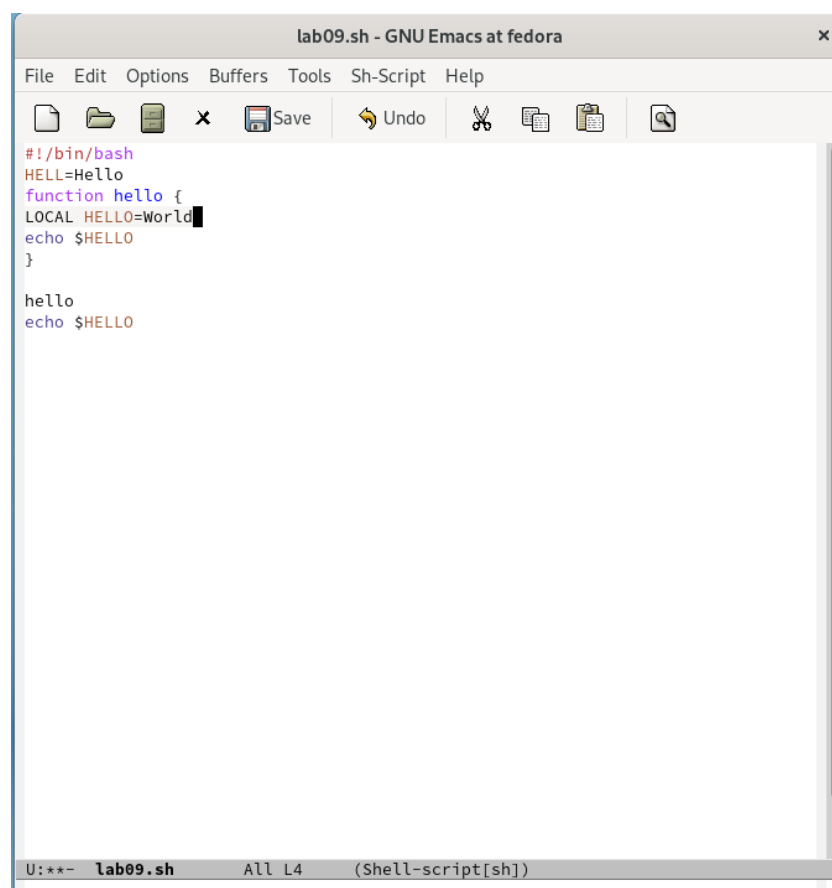 lab09.sh - GNU Emacs at fedora
File Edit Options Buffers Tools Sh-Script Help
Save Undo
#!/bin/bash
HELL=Hello
function hello {
LOCAL HELLO=World
echo $HELLO
}
hello
echo $HELLO
U:**- lab09.sh All L4 (Shell-script[sh])